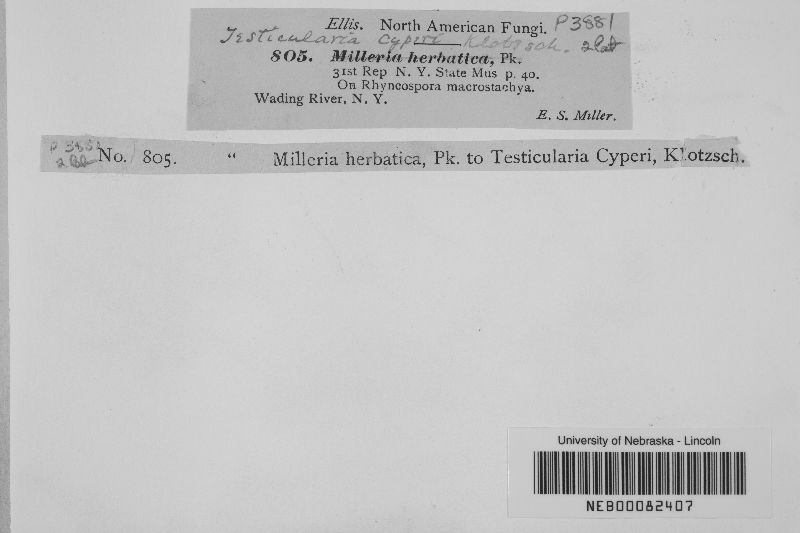 Ellis. North American Fungi. P3881
Testicularia cyperi Klotzsch.
805. Milleria herbatica, Pk.
31st Rep N. Y. State Mus p. 40.
On Rhyncospora macrostachya.
Wading River, N. Y.
E. S. Miller.
P 3881
No. 805. " Milleria herbatica, Pk. to Testicularia Cyperi, Klotzsch.
University of Nebraska - Lincoln
NEB00082407